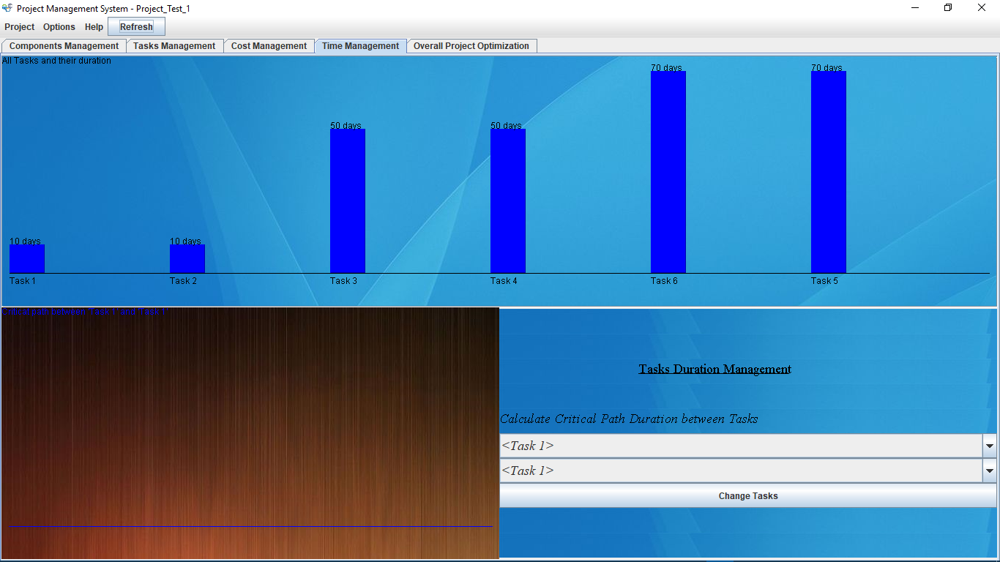 Project Management System - Project_Test_1
Project Options Help Refresh
Components Management Tasks Management Cost Management Time Management Overall Project Optimization
All Tasks and their duration
70 days 70 days
50 days 50 days
10 days 10 days
Task 1 Task 2 Task 3 Task 4 Task 6 Task 5
Critical path between Task 1 and Task 1
Tasks Duration Management
Calculate Critical Path Duration between Tasks
<Task 1>
<Task 1>
Change Tasks